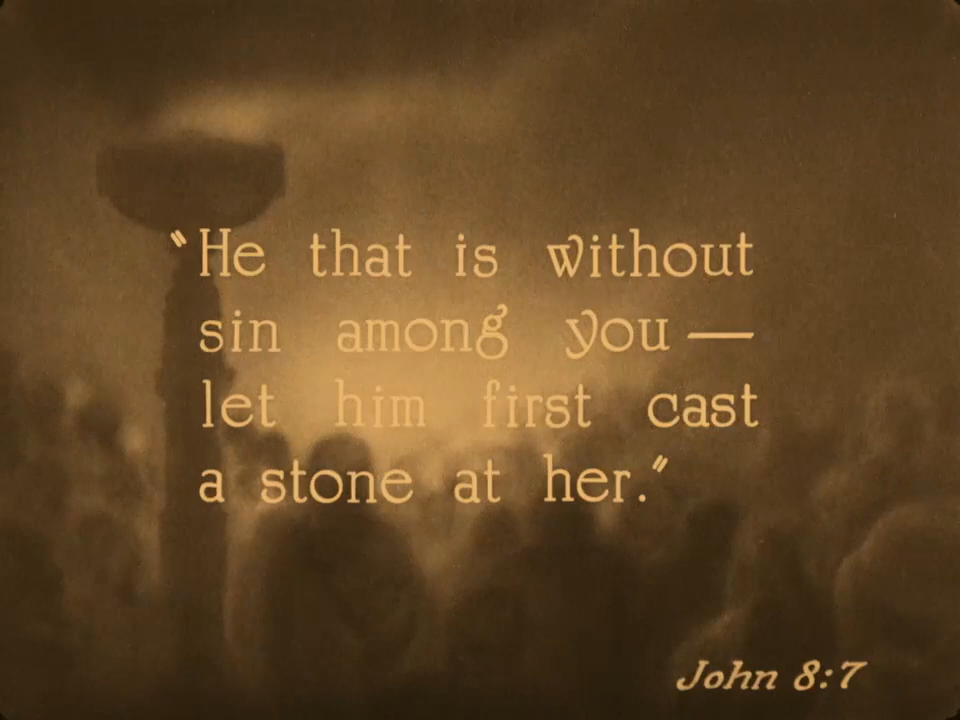 "He that is without
sin among you —
let him first cast
a stone at her."
John 8:7